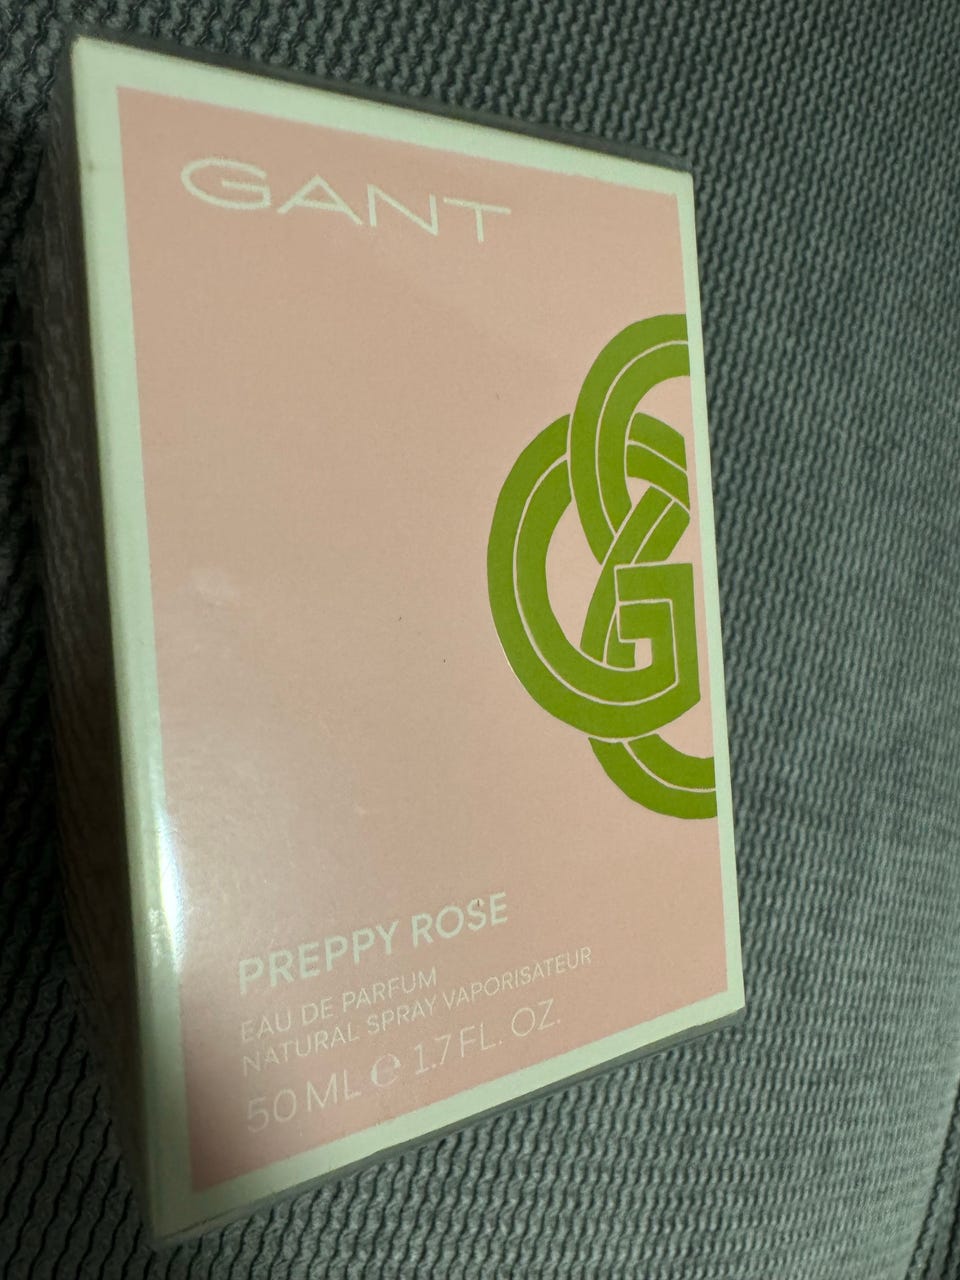 GANT
PREPPY ROSE
EAU DE PARFUM
NATURAL SPRAY VAPORISATEUR
50 ML ℮ 1.7 FL. OZ.